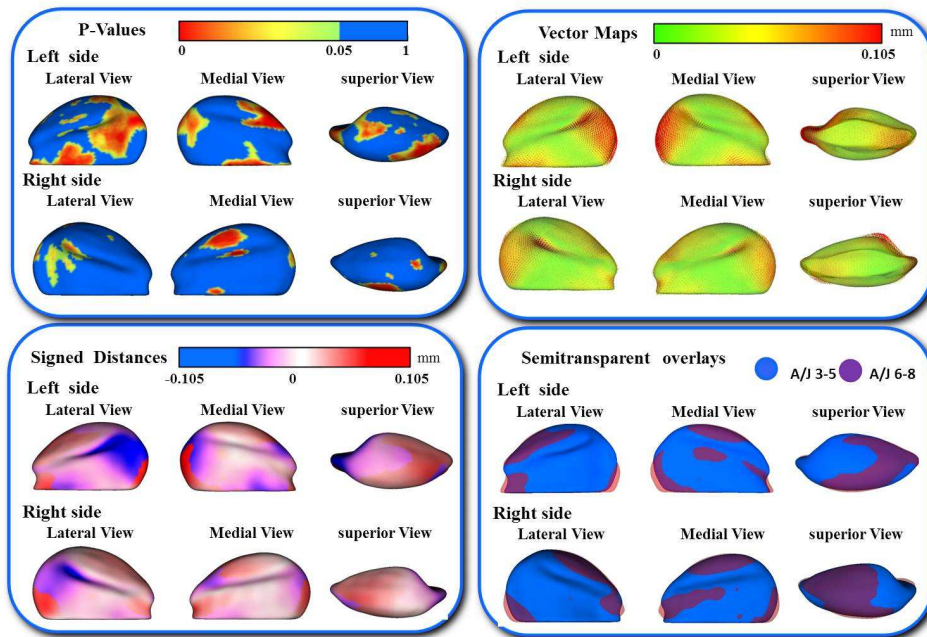 P-Values
0 0.05 1
Left side
Lateral View Medial View superior View
Right side
Lateral View Medial View superior View
Vector Maps
mm
0 0.105
Left side
Lateral View Medial View superior View
Right side
Lateral View Medial View superior View
Signed Distances
mm
-0.105 0 0.105
Left side
Lateral View Medial View superior View
Right side
Lateral View Medial View superior View
Semitransparent overlays
A/J 3-5 A/J 6-8
Left side
Lateral View Medial View superior View
Right side
Lateral View Medial View superior View